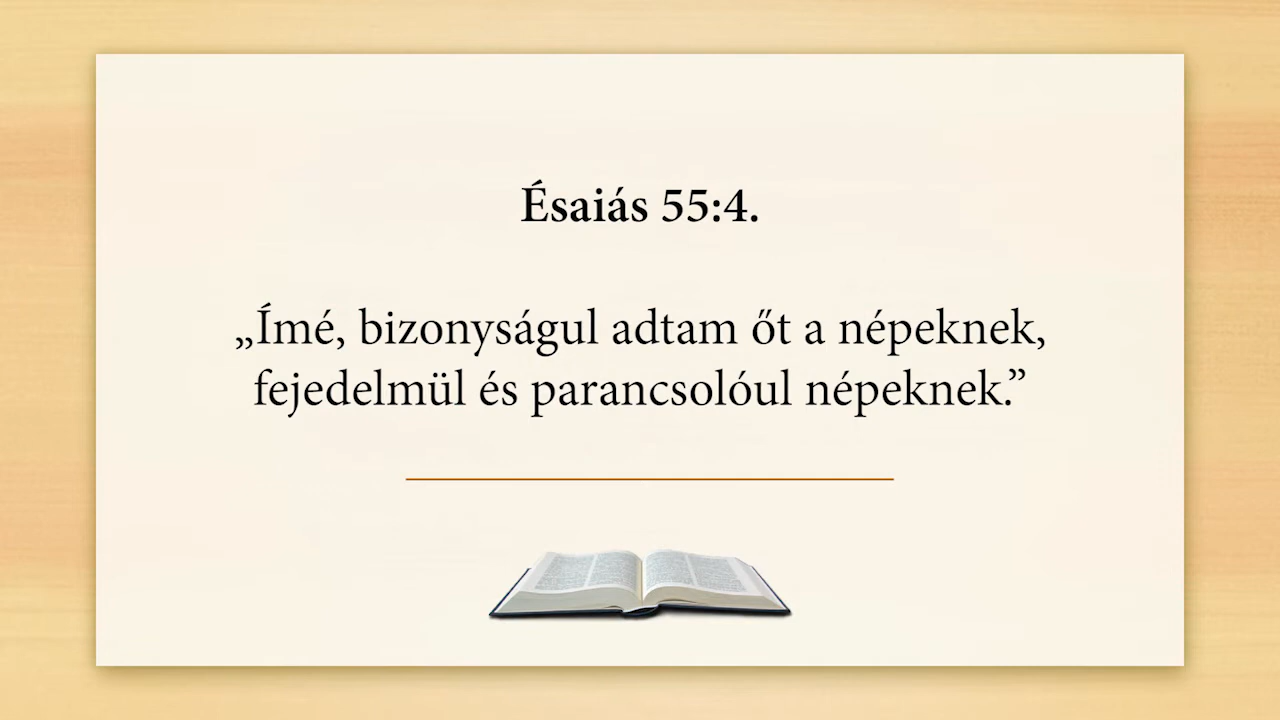 Ésaiás 55:4.
„Ímé, bizonyságul adtam őt a népeknek,
fejedelmül és parancsolóul népeknek.”